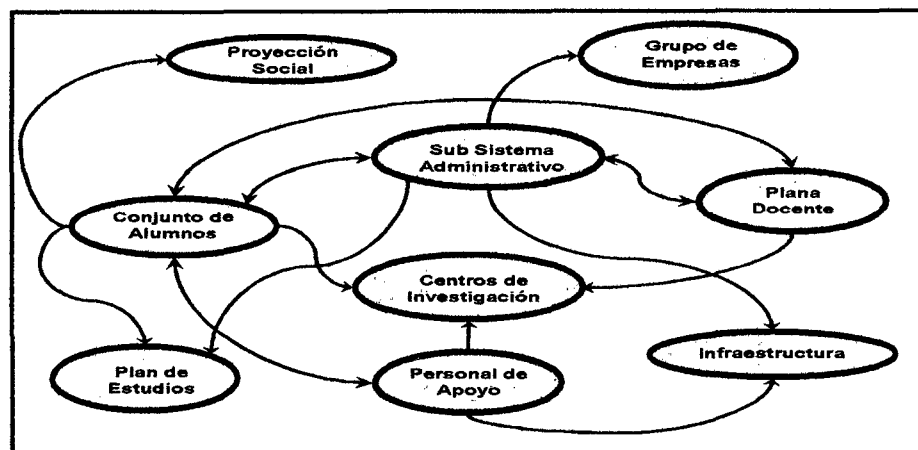 Proyección
Social
Grupo de
Empresas
Sub Sistema
Administrativo
Plana
Docente
Conjunto de
Alumnos
Centros de
Investigación
Infraestructura
Plan de
Estudios
Personal de
Apoyo